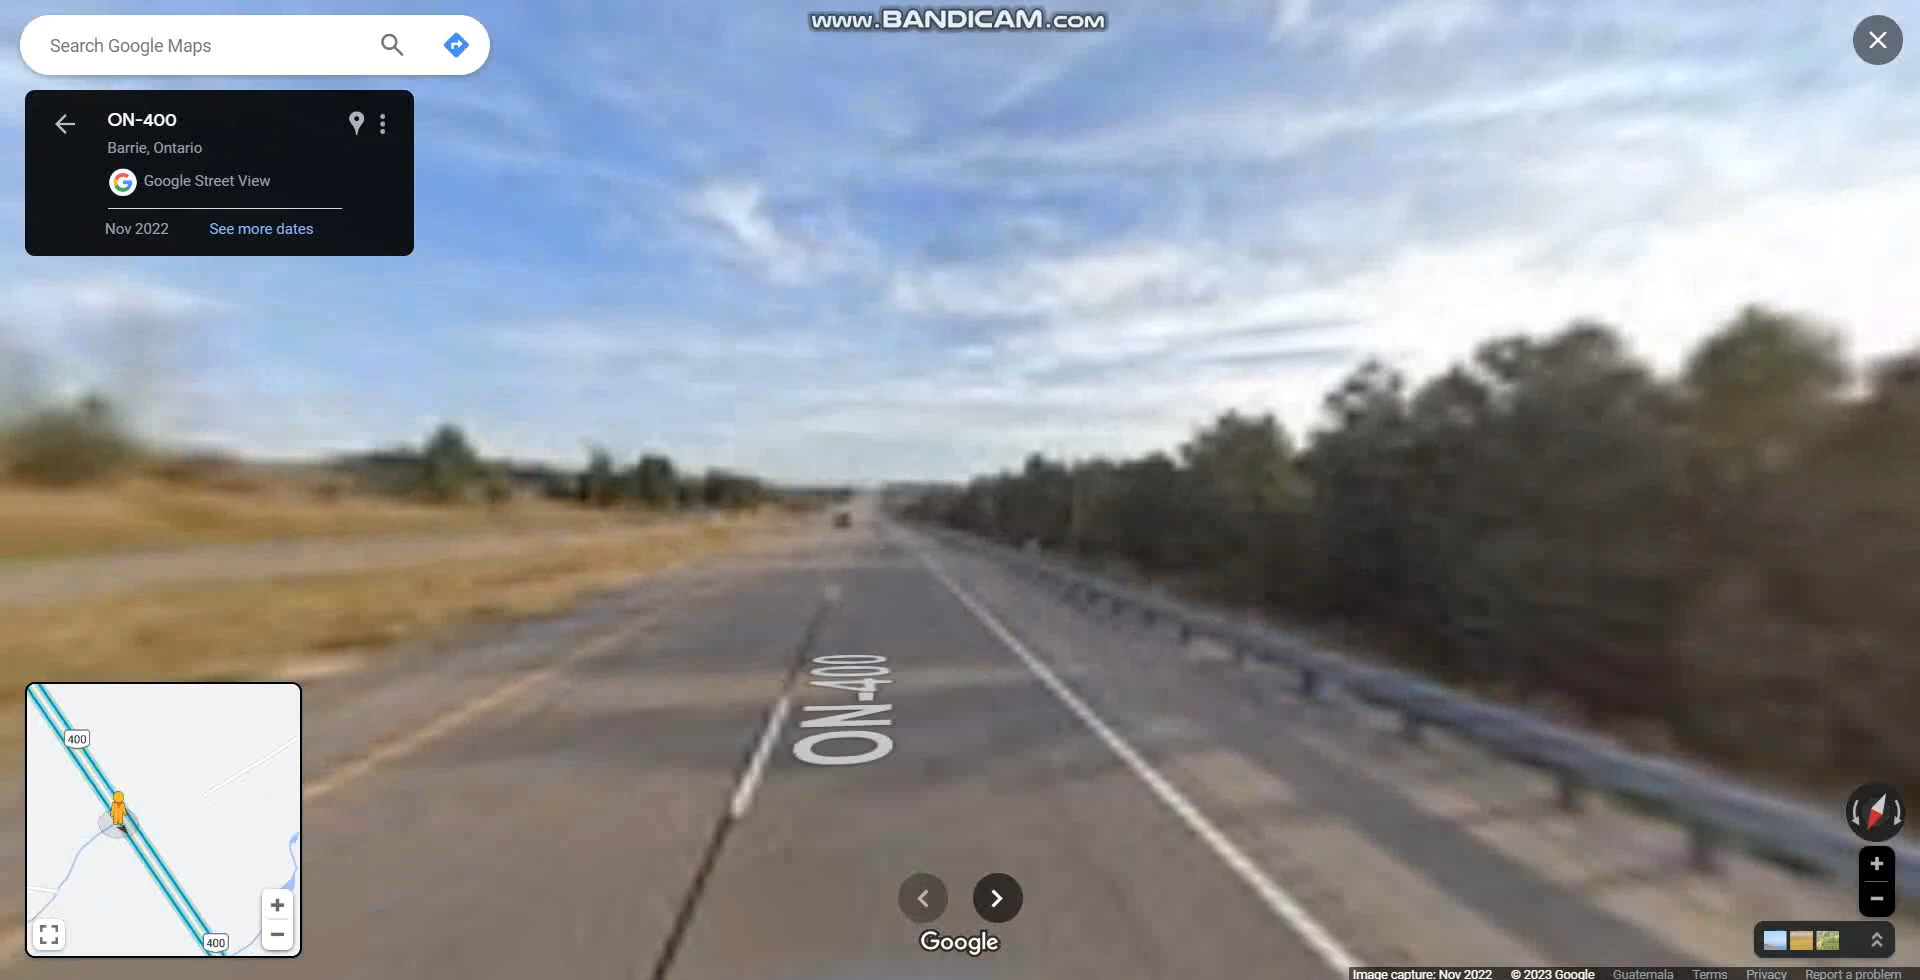 www.BANDICAM.com
Search Google Maps
ON-400
Barrie, Ontario
Google Street View
Nov 2022 See more dates
ON-400
400
400
Google
Image capture: Nov 2022 © 2023 Google Guatemala Terms Privacy Report a problem